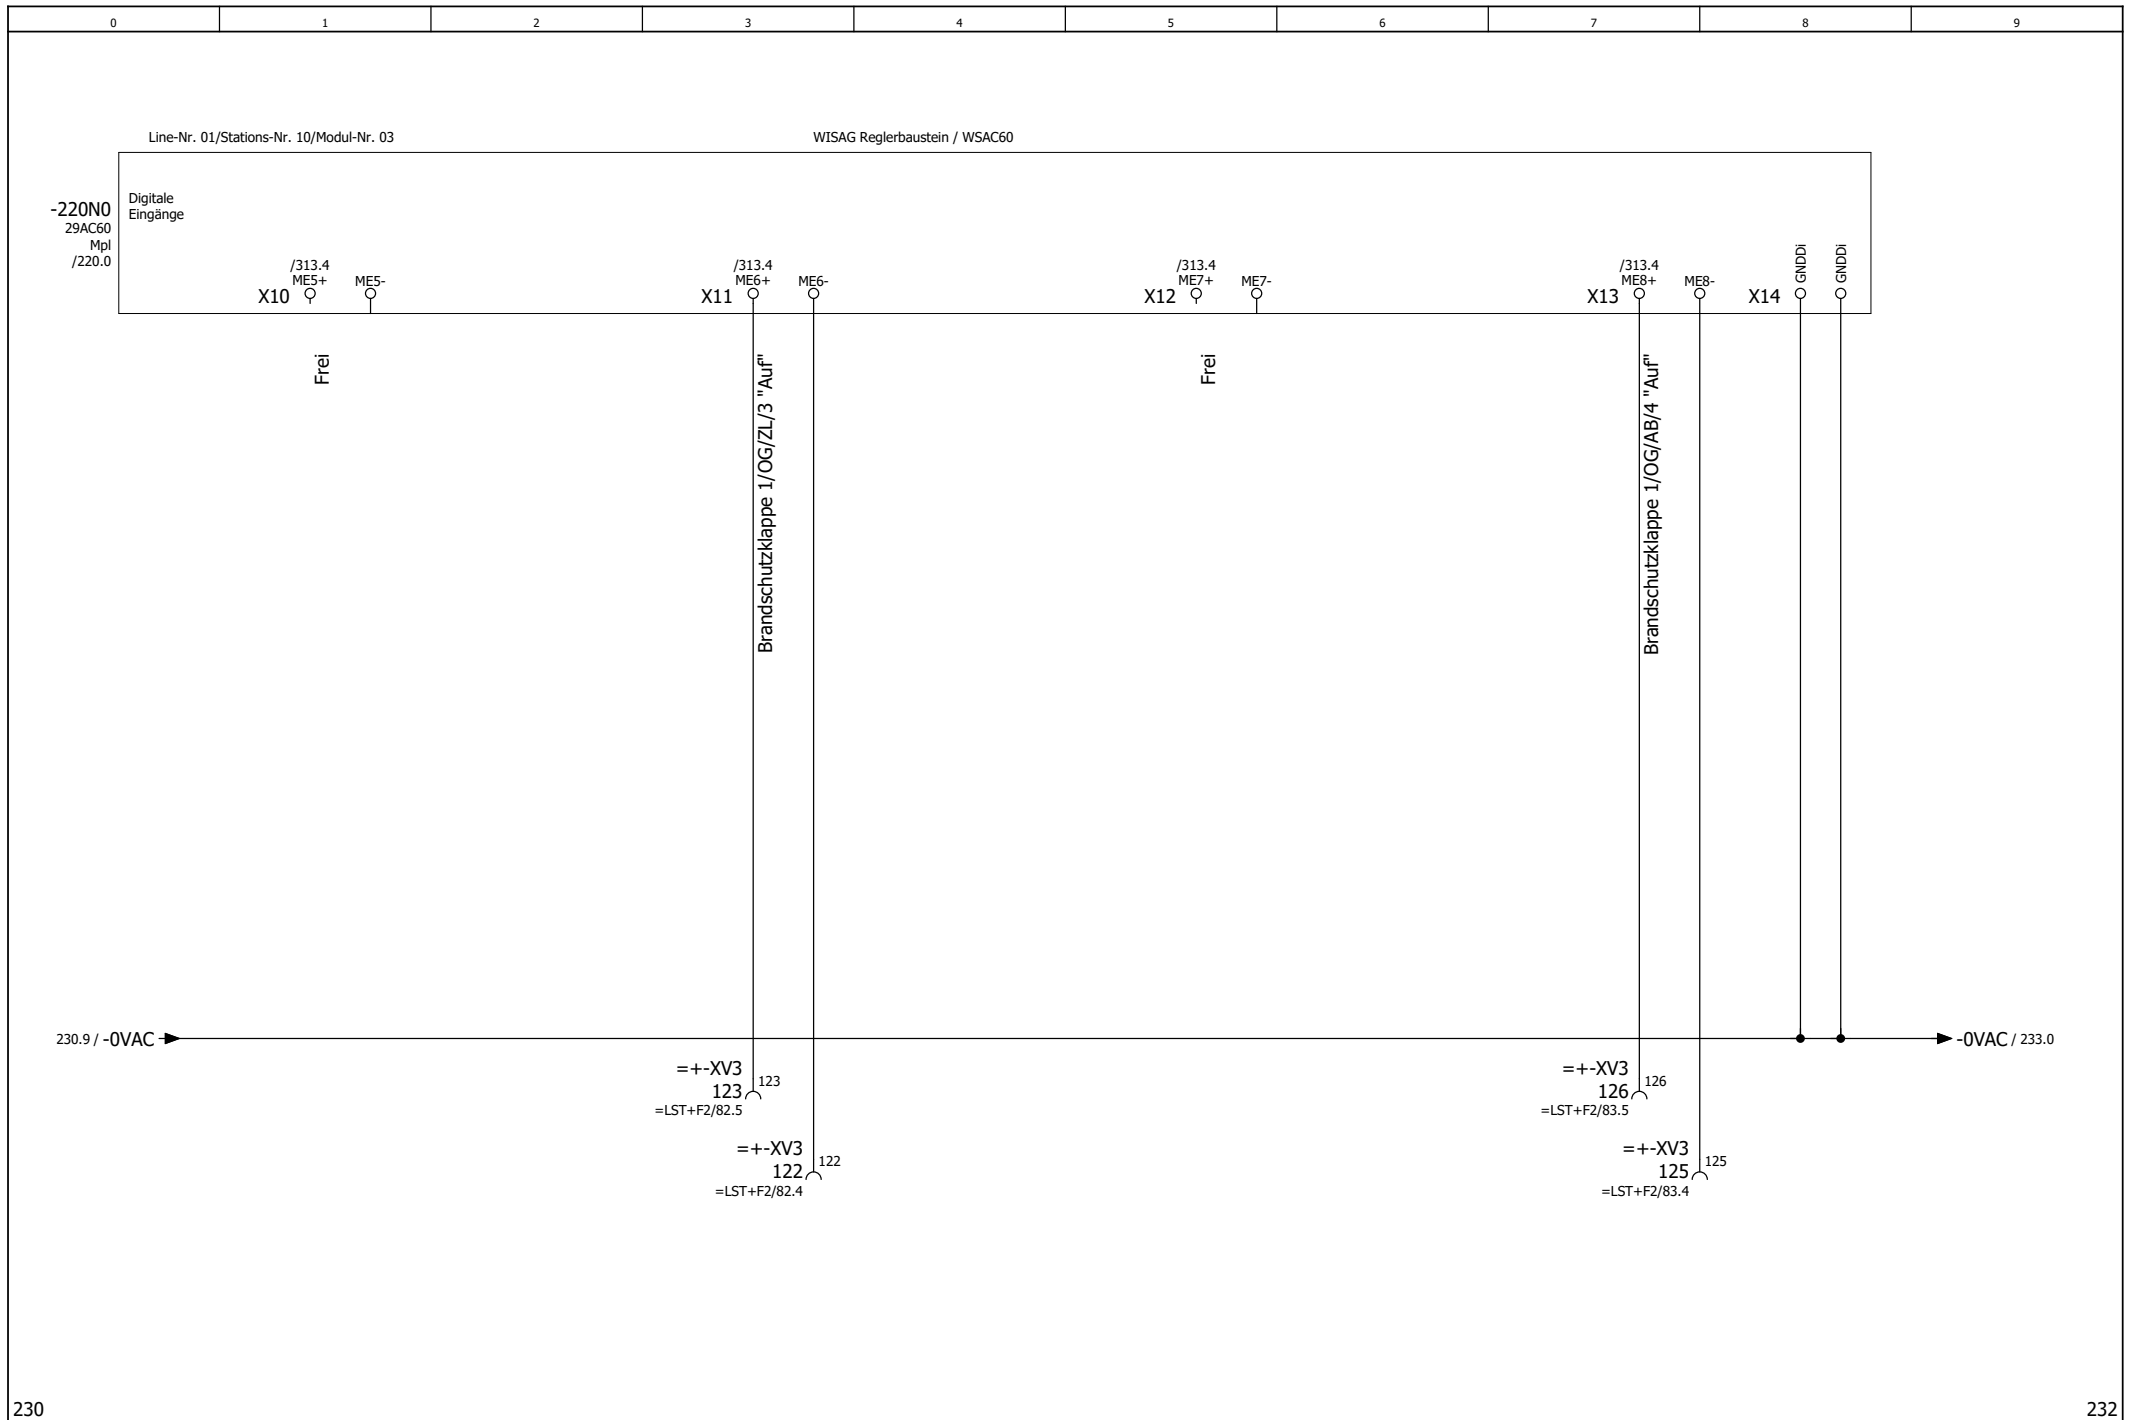 0 1 2 3 4 5 6 7 8 9
Line-Nr. 01/Stations-Nr. 10/Modul-Nr. 03
WISAG Reglerbaustein / WSAC60
-220N0
29AC60
Mpl
/220.0
Digitale
Eingänge
X10
/313.4
ME5+
ME5-
X11
/313.4
ME6+
ME6-
X12
/313.4
ME7+
ME7-
X13
/313.4
ME8+
ME8-
X14
GNDDi
GNDDi
Frei
Brandschutzklappe 1/OG/ZL/3 "Auf"
Frei
Brandschutzklappe 1/OG/AB/4 "Auf"
230.9 / -0VAC
-0VAC / 233.0
=+-XV3
123
123
=LST+F2/82.5
=+-XV3
122
122
=LST+F2/82.4
=+-XV3
126
126
=LST+F2/83.5
=+-XV3
125
125
=LST+F2/83.4
230
232